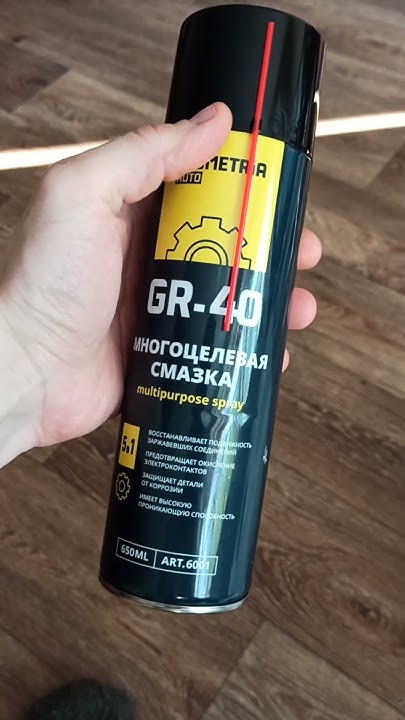 AUTO
GR-40
МНОГОЦЕЛЕВАЯ
СМАЗКА
multipurpose spray
5в1
ВОССТАНАВЛИВАЕТ ПОДВИЖНОСТЬ
ЗАРЖАВЕВШИХ СОЕДИНЕНИЙ
ПРЕДОТВРАЩАЕТ ОКИСЛЕНИЕ
ЭЛЕКТРОКОНТАКТОВ
ЗАЩИЩАЕТ ДЕТАЛИ
ОТ КОРРОЗИИ
ИМЕЕТ ВЫСОКУЮ
ПРОНИКАЮЩУЮ СПОСОБНОСТЬ
650ML ART.6001